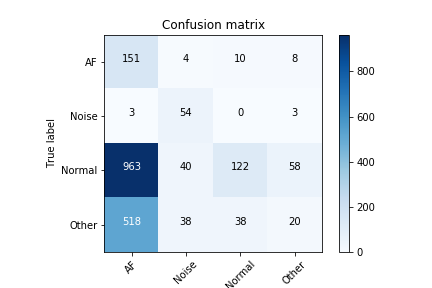 Confusion matrix
True label
AF 151 4 10 8
Noise 3 54 0 3
Normal 963 40 122 58
Other 518 38 38 20
AF Noise Normal Other
800
600
400
200
0